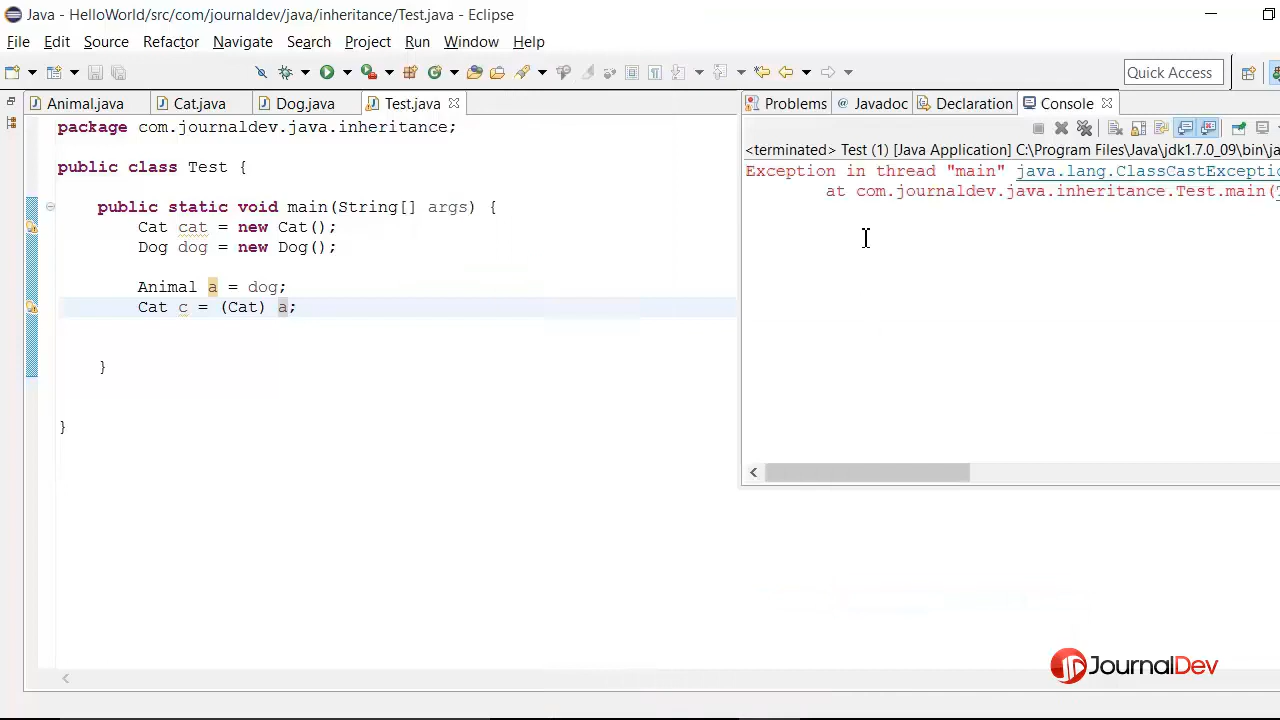 Java - HelloWorld/src/com/journaldev/java/inheritance/Test.java - Eclipse
File Edit Source Refactor Navigate Search Project Run Window Help
Quick Access
Animal.java Cat.java Dog.java Test.java
Problems @ Javadoc Declaration Console
package com.journaldev.java.inheritance;
<terminated> Test (1) [Java Application] C:\Program Files\Java\jdk1.7.0_09\bin\ja
public class Test {
Exception in thread "main" java.lang.ClassCastExceptio
at com.journaldev.java.inheritance.Test.main(
public static void main(String[] args) {
Cat cat = new Cat();
Dog dog = new Dog();
Animal a = dog;
Cat c = (Cat) a;
}
}
JD JournalDev